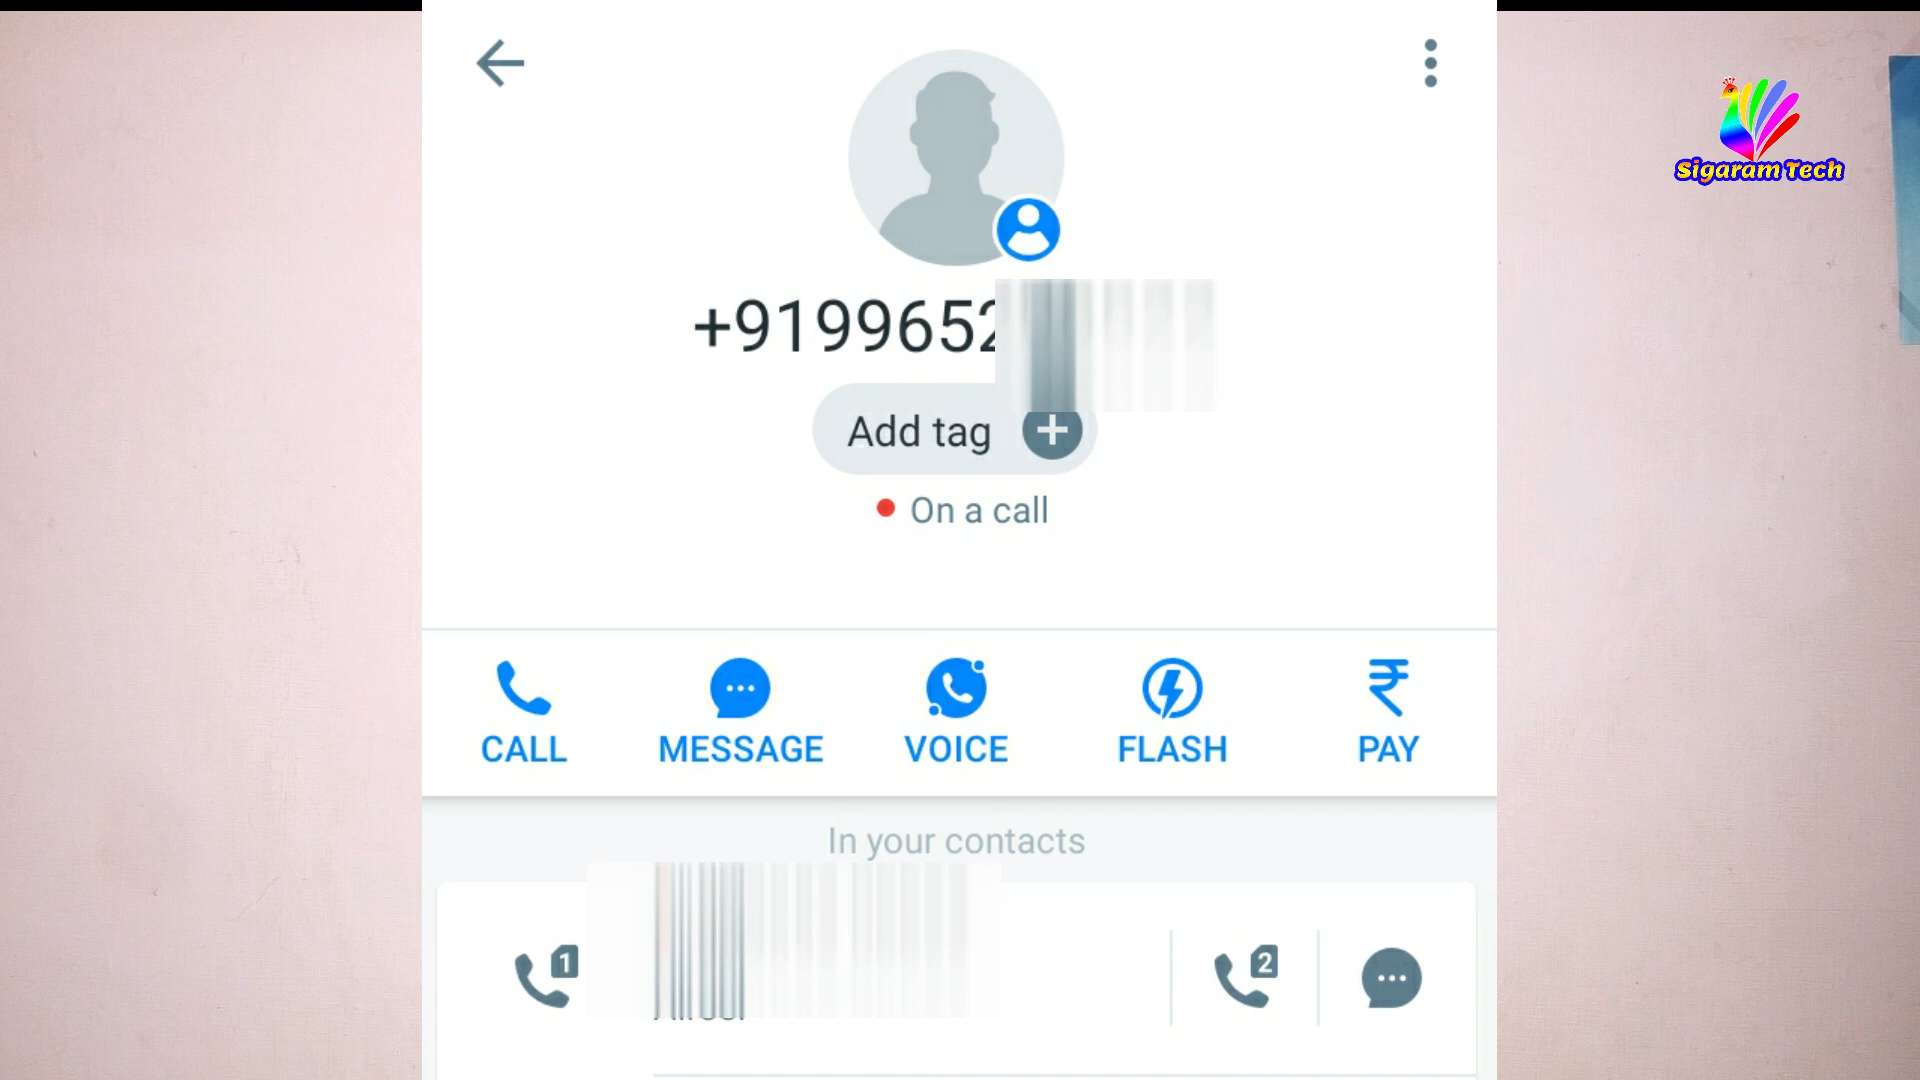 Sigaram Tech
+9199652
Add tag
On a call
CALL MESSAGE VOICE FLASH PAY
In your contacts
1 2